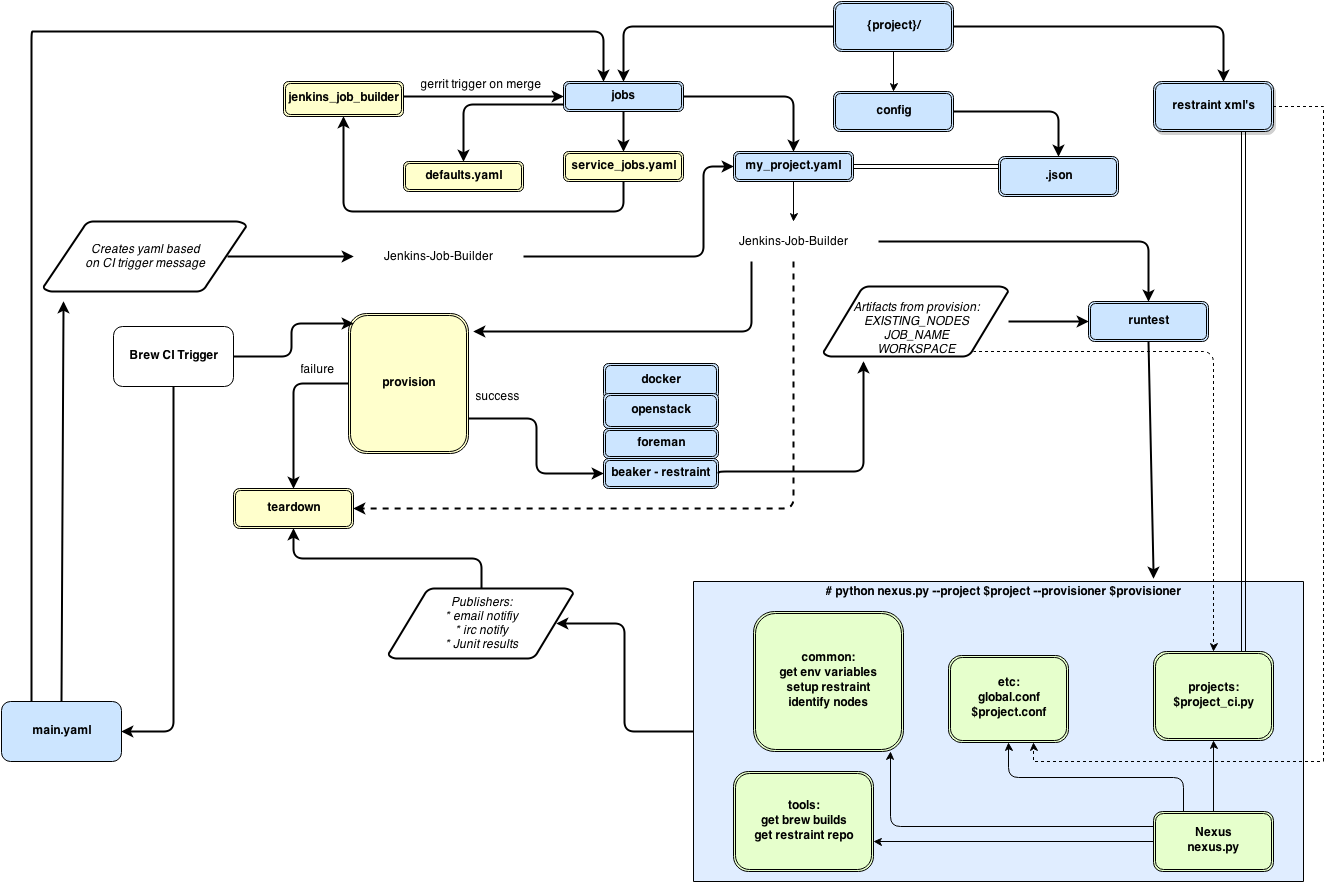 {project}/
gerrit trigger on merge
jenkins_job_builder
jobs
config
restraint xml's
defaults.yaml
service_jobs.yaml
my_project.yaml
.json
Creates yaml based
on CI trigger message
Jenkins-Job-Builder
Jenkins-Job-Builder
Artifacts from provision:
EXISTING_NODES
JOB_NAME
WORKSPACE
runtest
Brew CI Trigger
failure
provision
success
docker
openstack
foreman
beaker - restraint
teardown
Publishers:
* email notifiy
* irc notify
* Junit results
# python nexus.py --project $project --provisioner $provisioner
common:
get env variables
setup restraint
identify nodes
etc:
global.conf
$project.conf
projects:
$project_ci.py
main.yaml
tools:
get brew builds
get restraint repo
Nexus
nexus.py